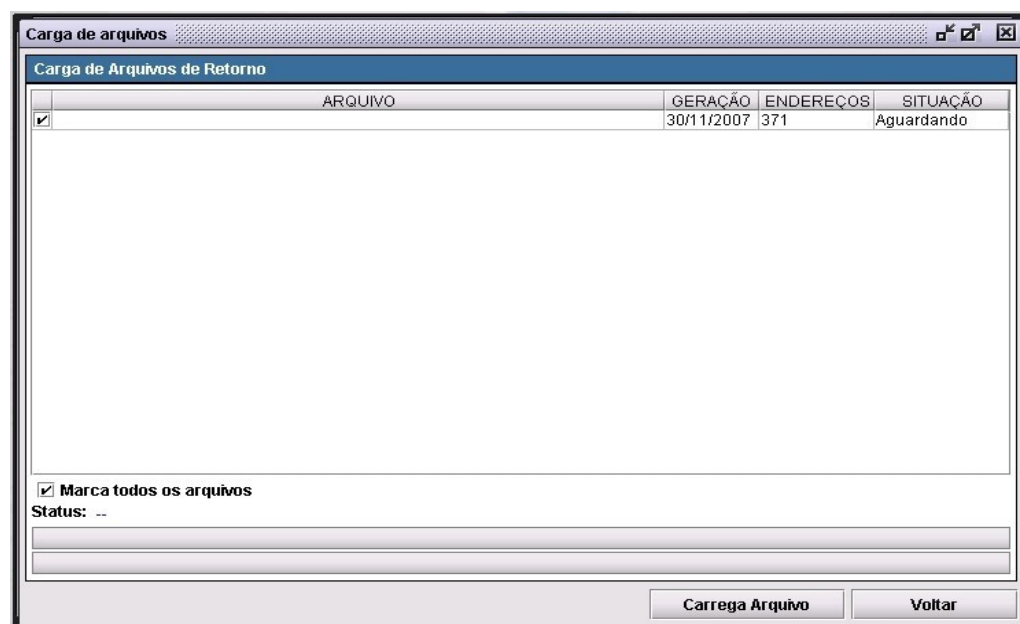 Carga de arquivos
Carga de Arquivos de Retorno
ARQUIVO GERAÇÃO ENDEREÇOS SITUAÇÃO
30/11/2007 371 Aguardando
Marca todos os arquivos
Status: --
Carrega Arquivo Voltar